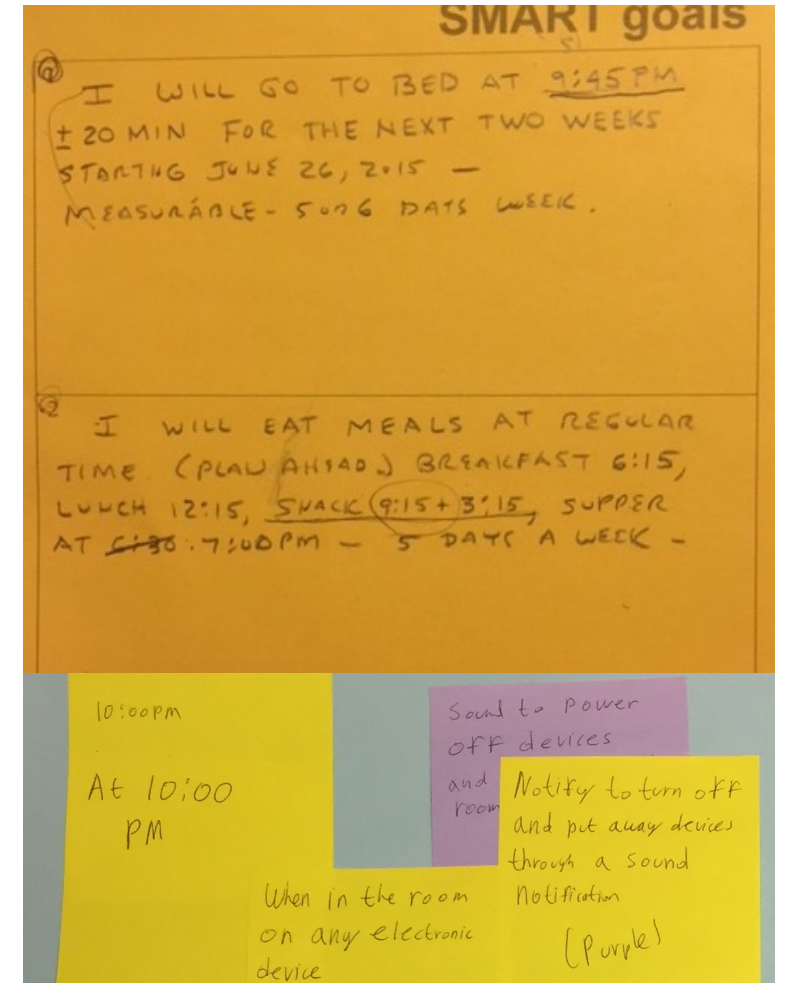 SMART goals
1
I WILL GO TO BED AT 9:45PM
± 20 MIN FOR THE NEXT TWO WEEKS
STARTING JUNE 26, 2015 —
MEASURABLE - 5 or 6 DAYS WEEK.
2
I WILL EAT MEALS AT REGULAR
TIME (PLAN AHEAD.) BREAKFAST 6:15,
LUNCH 12:15, SNACK 9:15 + 3:15, SUPPER
AT 6:30 7:00PM — 5 DAYS A WEEK —
10:00pm
At 10:00
PM
When in the room
on any electronic
device
Sound to power
off devices
and
room
Notify to turn off
and put away devices
through a sound
notification
(Purple)